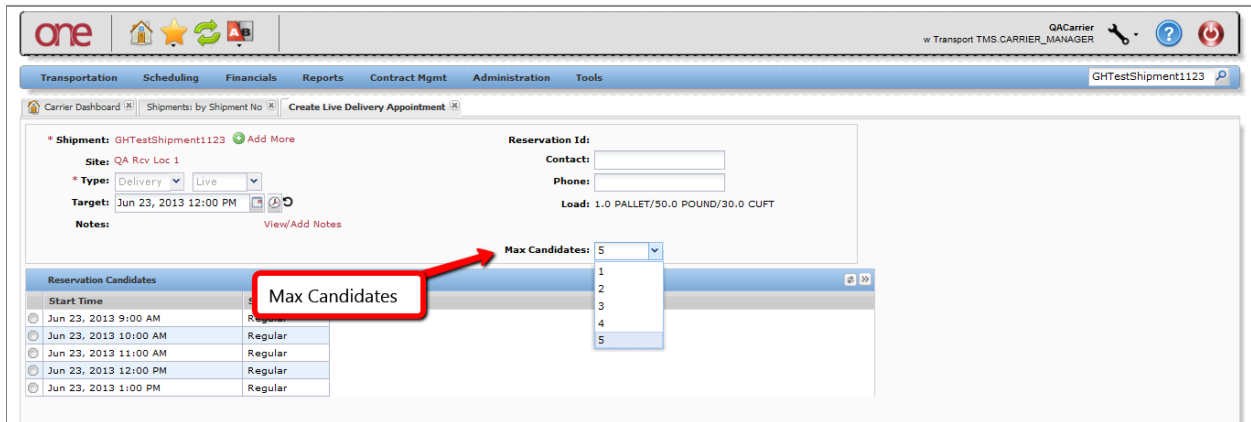 one
A B
QACarrier
w Transport TMS.CARRIER_MANAGER
?
Transportation Scheduling Financials Reports Contract Mgmt Administration Tools GHTestShipment1123
Carrier Dashboard Shipments: by Shipment No Create Live Delivery Appointment
* Shipment: GHTestShipment1123 Add More Reservation Id:
Site: QA Rcv Loc 1 Contact:
* Type: Delivery Live Phone:
Target: Jun 23, 2013 12:00 PM Load: 1.0 PALLET/50.0 POUND/30.0 CUFT
Notes: View/Add Notes
Max Candidates: 5
1
2
3
4
5
Max Candidates
Reservation Candidates
Start Time
Jun 23, 2013 9:00 AM Regular
Jun 23, 2013 10:00 AM Regular
Jun 23, 2013 11:00 AM Regular
Jun 23, 2013 12:00 PM Regular
Jun 23, 2013 1:00 PM Regular